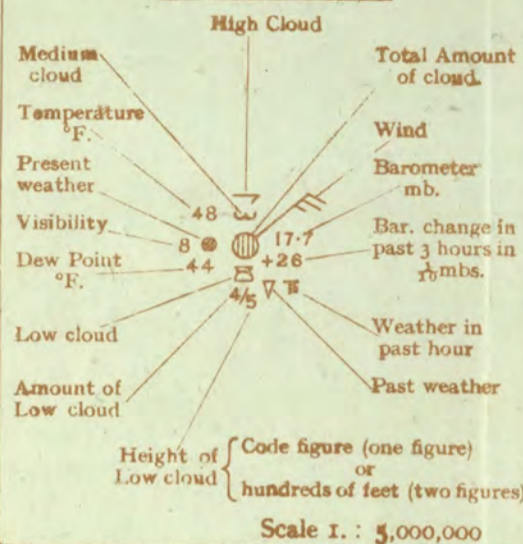 High Cloud
Medium
cloud
Total Amount
of cloud.
Temperature
°F.
Wind
Present
weather
Barometer
mb.
48
Visibility
8
17·7
Bar. change in
past 3 hours in
1/10 mbs.
Dew Point
°F.
44
+26
4/5
Low cloud
Weather in
past hour
Amount of
Low cloud
Past weather
Height of
Low cloud
Code figure (one figure)
or
hundreds of feet (two figures)
Scale 1. : 5,000,000